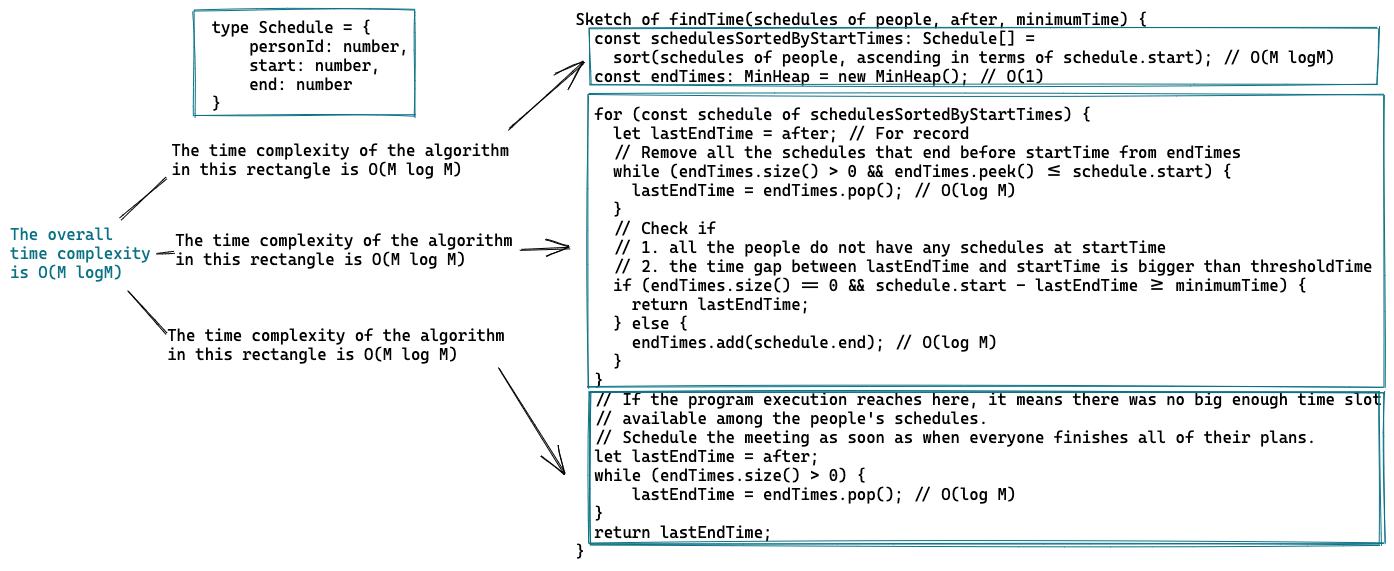 type Schedule = {
personId: number,
start: number,
end: number
}
The time complexity of the algorithm
in this rectangle is O(M log M)
The overall
time complexity
is O(M logM)
The time complexity of the algorithm
in this rectangle is O(M log M)
The time complexity of the algorithm
in this rectangle is O(M log M)
Sketch of findTime(schedules of people, after, minimumTime) {
const schedulesSortedByStartTimes: Schedule[] =
sort(schedules of people, ascending in terms of schedule.start); // O(M logM)
const endTimes: MinHeap = new MinHeap(); // O(1)
for (const schedule of schedulesSortedByStartTimes) {
let lastEndTime = after; // For record
// Remove all the schedules that end before startTime from endTimes
while (endTimes.size() > 0 && endTimes.peek() ≤ schedule.start) {
lastEndTime = endTimes.pop(); // O(log M)
}
// Check if
// 1. all the people do not have any schedules at startTime
// 2. the time gap between lastEndTime and startTime is bigger than thresholdTime
if (endTimes.size() == 0 && schedule.start - lastEndTime ≥ minimumTime) {
return lastEndTime;
} else {
endTimes.add(schedule.end); // O(log M)
}
}
// If the program execution reaches here, it means there was no big enough time slot
// available among the people's schedules.
// Schedule the meeting as soon as when everyone finishes all of their plans.
let lastEndTime = after;
while (endTimes.size() > 0) {
lastEndTime = endTimes.pop(); // O(log M)
}
return lastEndTime;
}